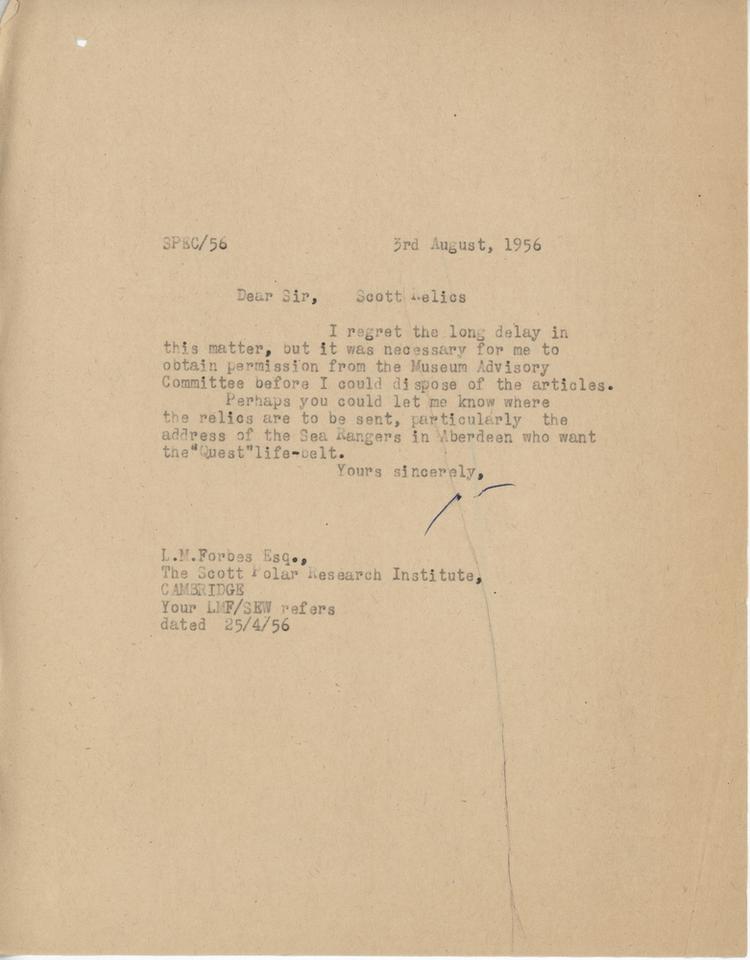 SPEC/56 3rd August, 1956
Dear Sir, Scott Relics
I regret the long delay in
this matter, but it was necessary for me to
obtain permission from the Museum Advisory
Committee before I could dispose of the articles.
Perhaps you could let me know where
the relics are to be sent, particularly the
address of the Sea Rangers in Aberdeen who want
the"Quest"life-belt.
Yours sincerely,
L.M.Forbes Esq.,
The Scott Polar Research Institute,
CAMBRIDGE
Your LMF/SEW refers
dated 25/4/56